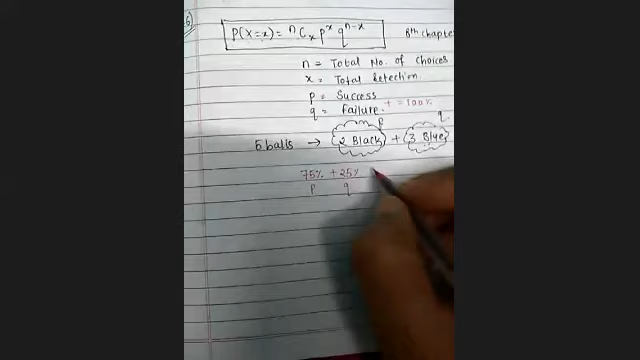 P(X=x) = ⁿCₓ pˣ qⁿ⁻ˣ 8th chapte
n = Total No. of choices
x = Total Selection.
p = Success
q = Failure. + = 100%
p q
5 balls → 2 Black + 3 Blue
75% + 25%
p q